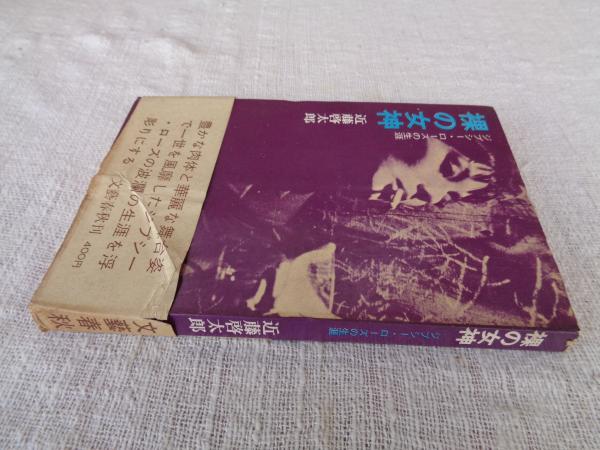 裸の女神
ジプシー・ローズの生涯
近藤啓太郎
豊かな肉体と華麗な舞台姿
で一世を風靡したジプシー
・ローズの波瀾の生涯を浮
彫りにする
文藝春秋刊 400円
裸の女神
ジプシー・ローズの生涯
近藤啓太郎
文藝春秋